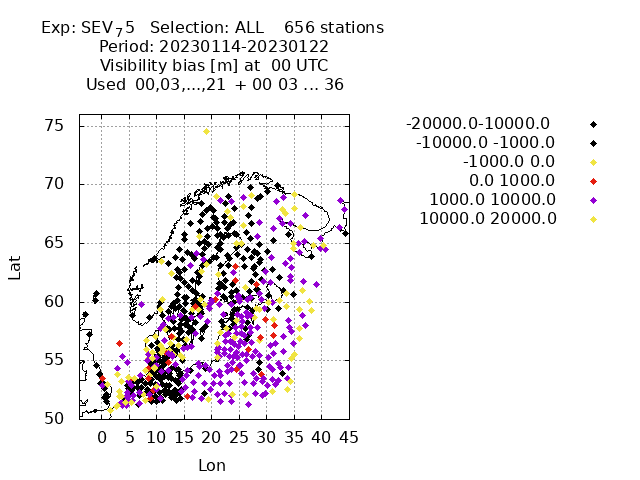 Exp: SEV₇5 Selection: ALL 656 stations
Period: 20230114-20230122
Visibility bias [m] at 00 UTC
Used 00,03,...,21 + 00 03 ... 36
-20000.0-10000.0
-10000.0 -1000.0
-1000.0 0.0
0.0 1000.0
1000.0 10000.0
10000.0 20000.0
75
70
65
60
55
50
Lat
0 5 10 15 20 25 30 35 40 45
Lon